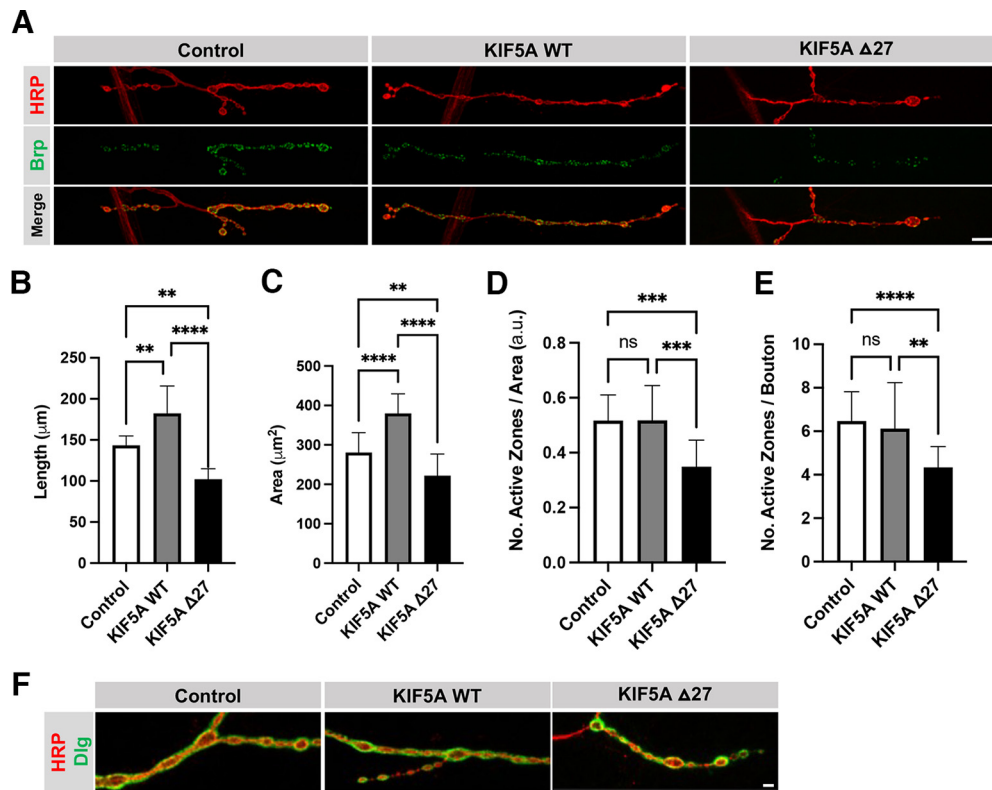 A
Control
KIF5A WT
KIF5A Δ27
HRP
Brp
Merge
B
**
****
**
Length (μm)
250
200
150
100
50
0
Control
KIF5A WT
KIF5A Δ27
C
**
****
****
Area (μm²)
500
400
300
200
100
0
Control
KIF5A WT
KIF5A Δ27
D
***
ns
***
No. Active Zones / Area (a.u.)
0.8
0.6
0.4
0.2
0.0
Control
KIF5A WT
KIF5A Δ27
E
****
ns
**
No. Active Zones / Bouton
10
8
6
4
2
0
Control
KIF5A WT
KIF5A Δ27
F
Control
KIF5A WT
KIF5A Δ27
HRP
Dlg